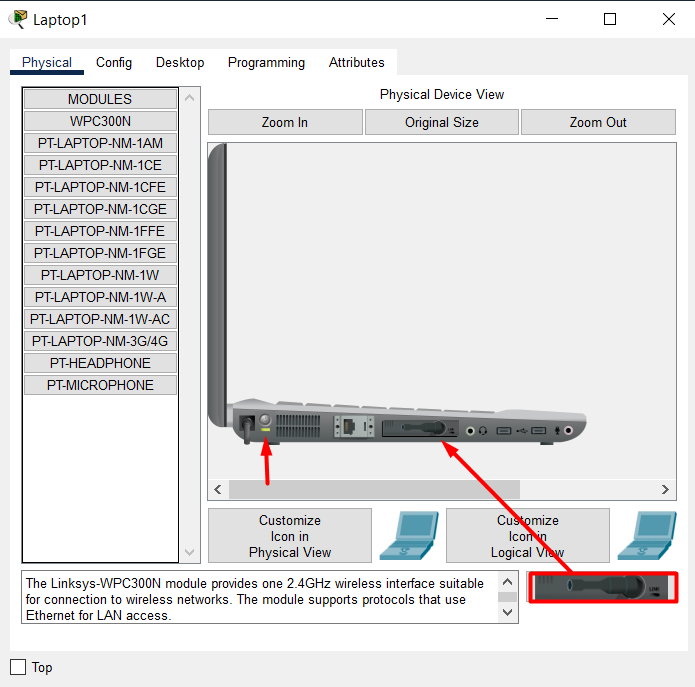 Laptop1
Physical Config Desktop Programming Attributes
MODULES
WPC300N
PT-LAPTOP-NM-1AM
PT-LAPTOP-NM-1CE
PT-LAPTOP-NM-1CFE
PT-LAPTOP-NM-1CGE
PT-LAPTOP-NM-1FFE
PT-LAPTOP-NM-1FGE
PT-LAPTOP-NM-1W
PT-LAPTOP-NM-1W-A
PT-LAPTOP-NM-1W-AC
PT-LAPTOP-NM-3G/4G
PT-HEADPHONE
PT-MICROPHONE
Physical Device View
Zoom In Original Size Zoom Out
Customize
Icon in
Physical View
Customize
Icon in
Logical View
The Linksys-WPC300N module provides one 2.4GHz wireless interface suitable
for connection to wireless networks. The module supports protocols that use
Ethernet for LAN access.
Top